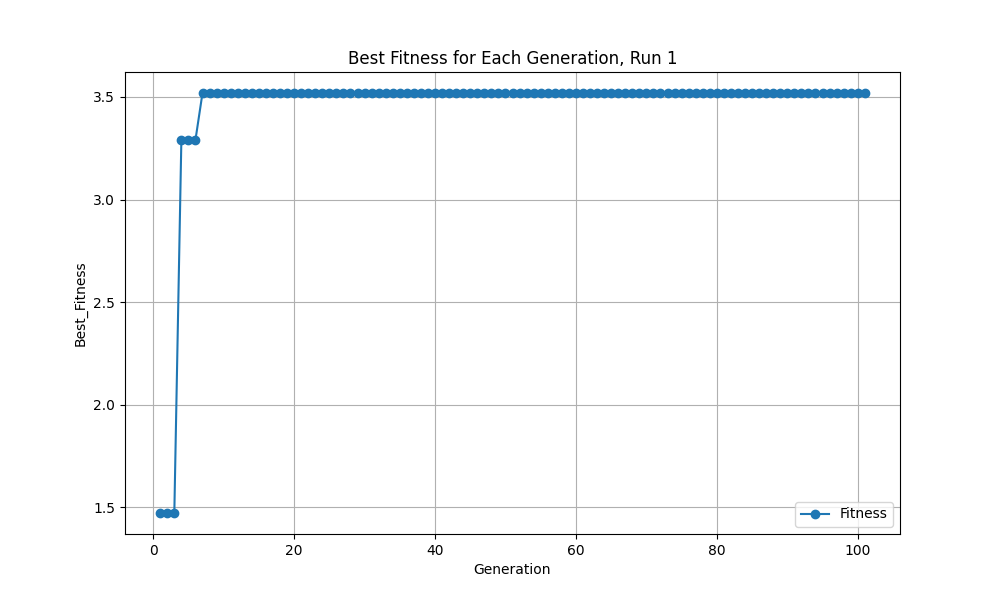 Best Fitness for Each Generation, Run 1
Best_Fitness
3.5
3.0
2.5
2.0
1.5
Fitness
0 20 40 60 80 100
Generation